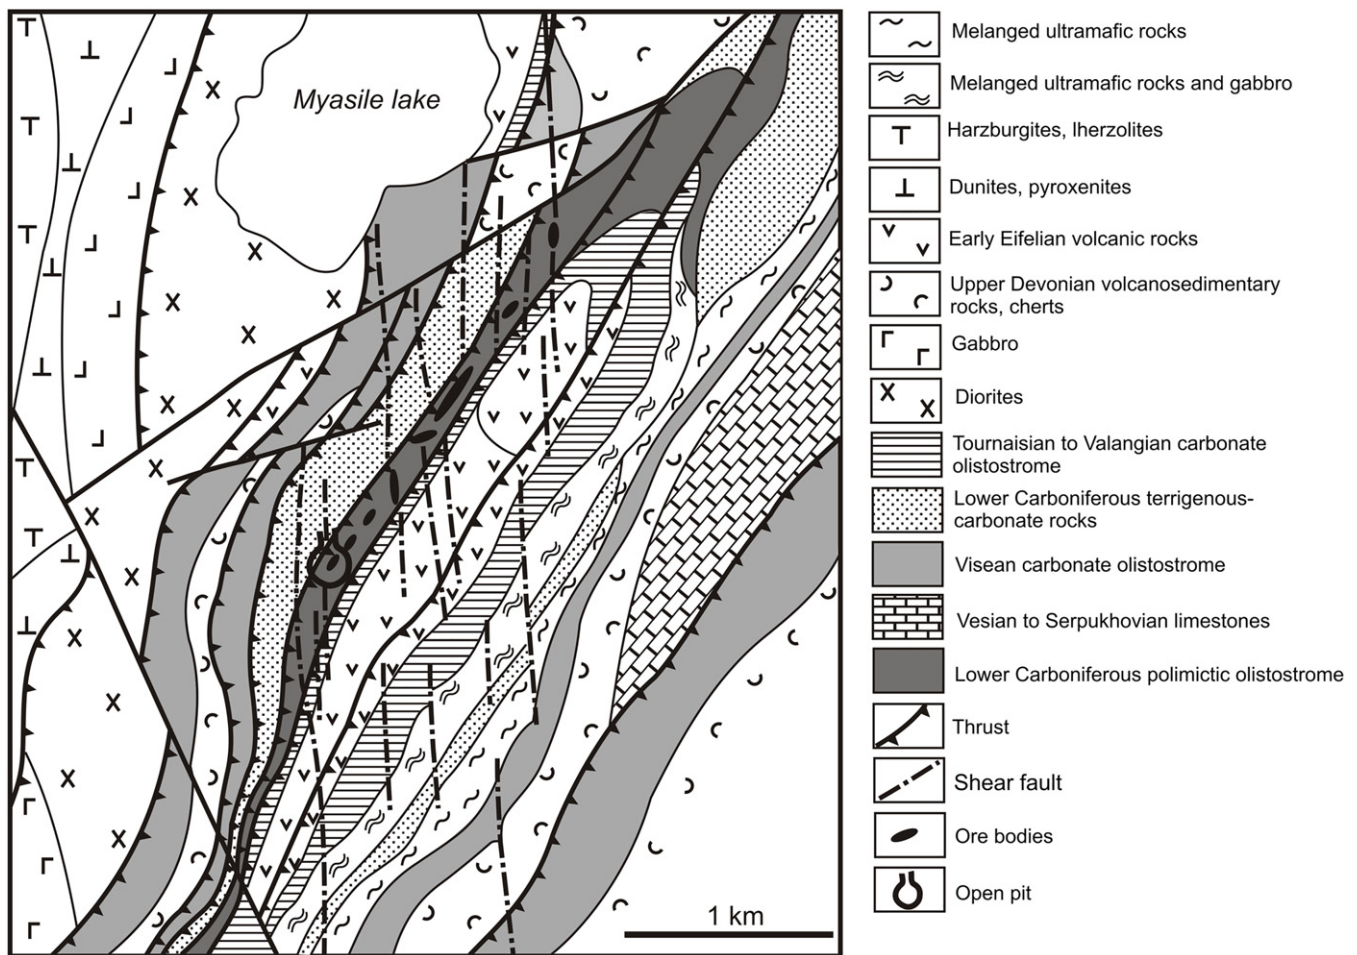 Myasile lake
1 km
Melanged ultramafic rocks
Melanged ultramafic rocks and gabbro
Harzburgites, lherzolites
Dunites, pyroxenites
Early Eifelian volcanic rocks
Upper Devonian volcanosedimentary
rocks, cherts
Gabbro
Diorites
Tournaisian to Valangian carbonate
olistostrome
Lower Carboniferous terrigenous-
carbonate rocks
Visean carbonate olistostrome
Vesian to Serpukhovian limestones
Lower Carboniferous polimictic olistostrome
Thrust
Shear fault
Ore bodies
Open pit